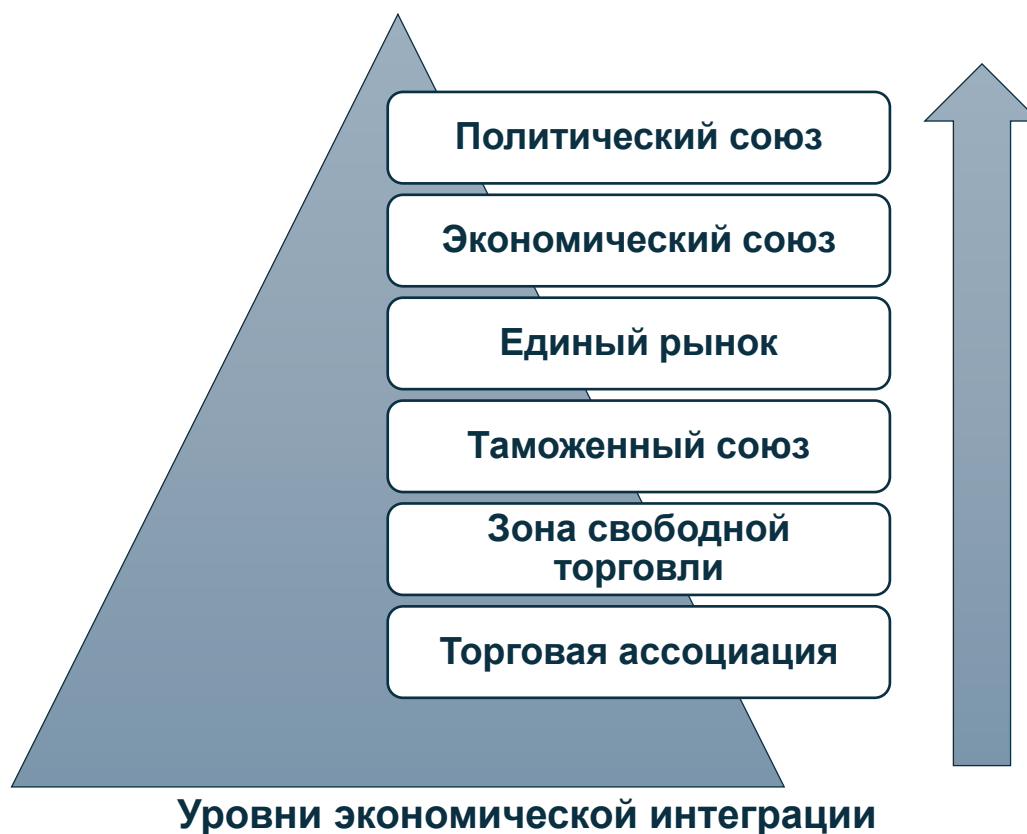 Политический союз
Экономический союз
Единый рынок
Таможенный союз
Зона свободной
торговли
Торговая ассоциация
Уровни экономической интеграции